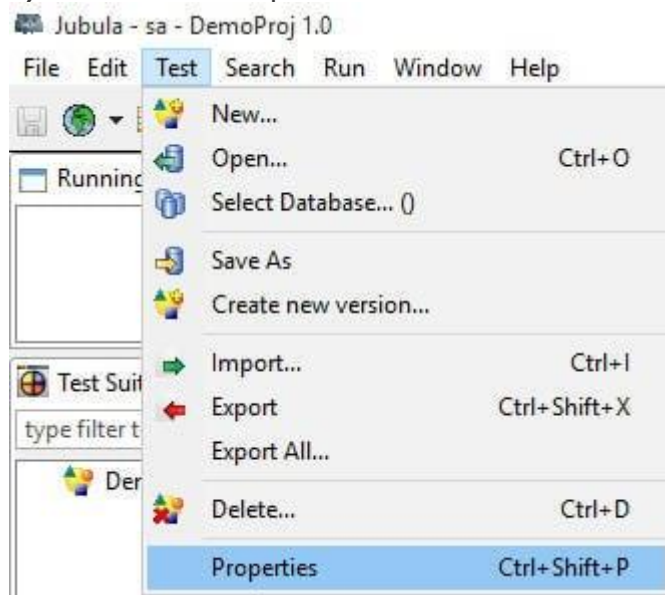 Jubula - sa - DemoProj 1.0
File Edit Test Search Run Window Help
New...
Open... Ctrl+O
Running
Select Database... ()
Save As
Create new version...
Import... Ctrl+I
Test Suit
Export Ctrl+Shift+X
type filter t
Export All...
Der
Delete... Ctrl+D
Properties Ctrl+Shift+P